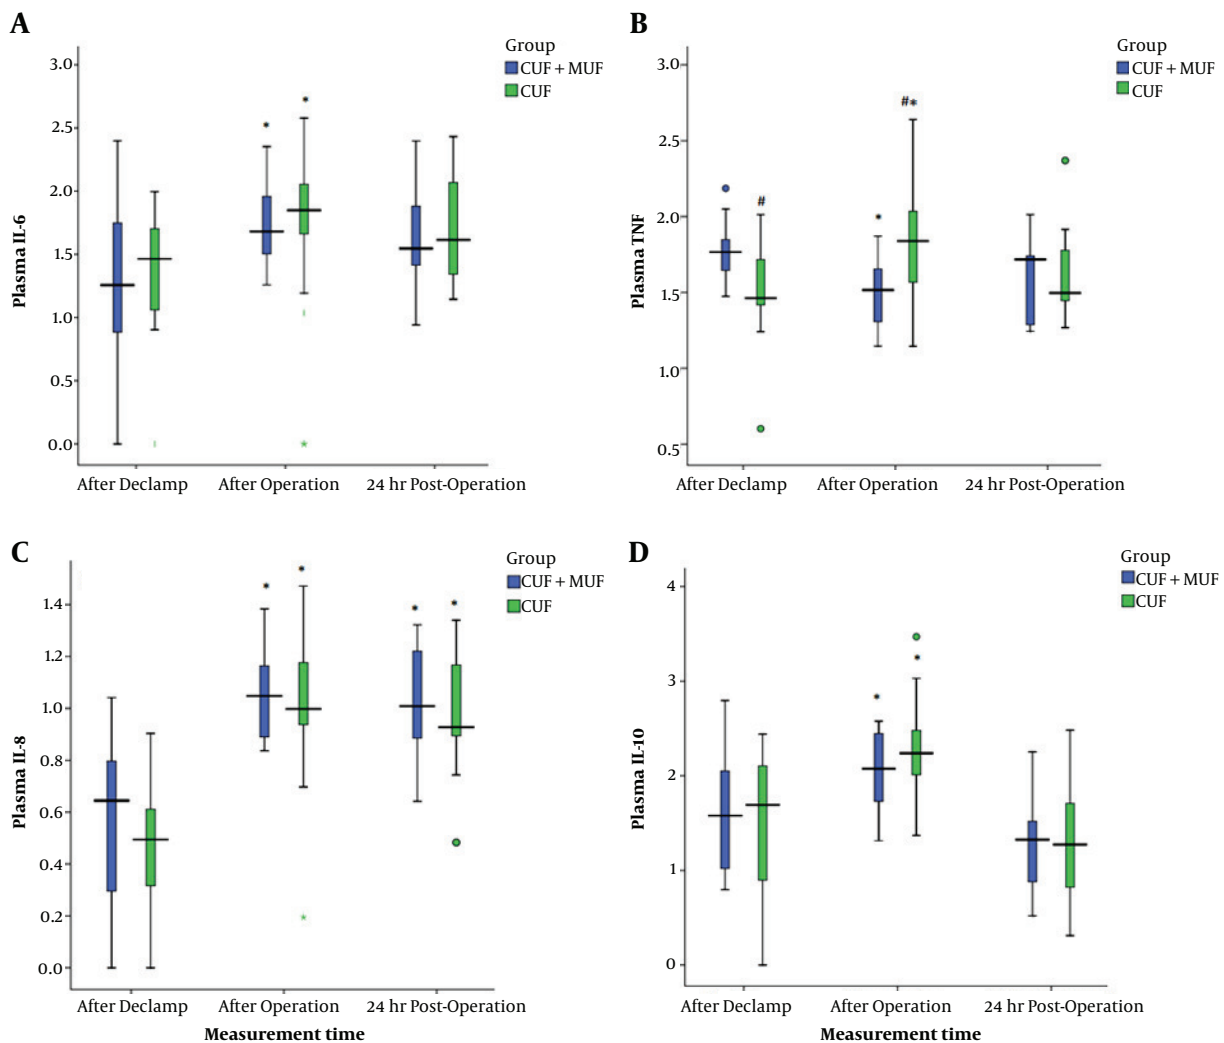 A
Group
CUF + MUF
CUF
3.0
*
*
2.5
2.0
1.5
1.0
0.5
0.0
Plasma IL-6
After Declamp
After Operation
24 hr Post-Operation
B
Group
CUF + MUF
CUF
3.0
#*
2.5
#
*
2.0
1.5
1.0
0.5
Plasma TNF
After Declamp
After Operation
24 hr Post-Operation
C
Group
CUF + MUF
CUF
*
*
*
*
1.4
1.2
1.0
0.8
0.6
0.4
0.2
0.0
Plasma IL-8
After Declamp
After Operation
24 hr Post-Operation
Measurement time
D
Group
CUF + MUF
CUF
4
*
*
3
2
1
0
Plasma IL-10
After Declamp
After Operation
24 hr Post-Operation
Measurement time